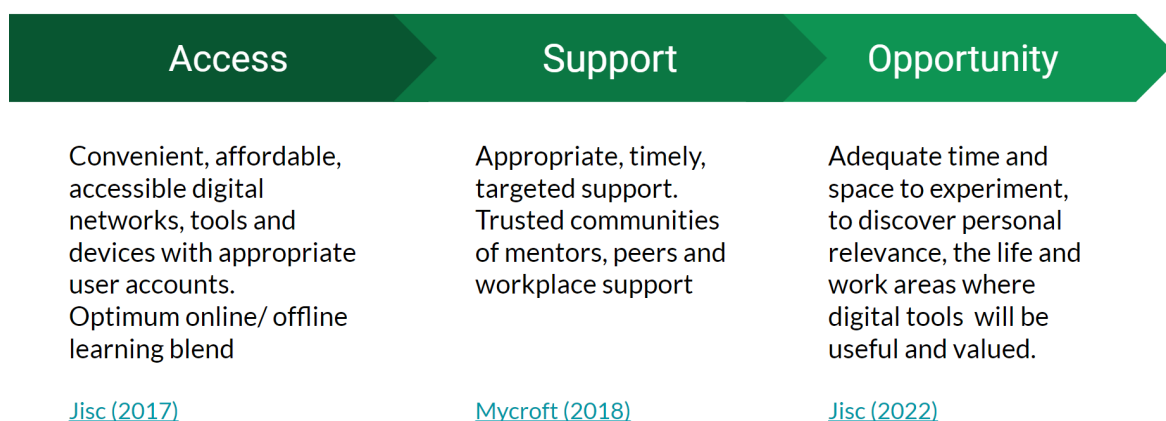 Access
Support
Opportunity
Convenient, affordable,
accessible digital
networks, tools and
devices with appropriate
user accounts.
Optimum online/ offline
learning blend
Jisc (2017)
Appropriate, timely,
targeted support.
Trusted communities
of mentors, peers and
workplace support
Mycroft (2018)
Adequate time and
space to experiment,
to discover personal
relevance, the life and
work areas where
digital tools  will be
useful and valued.
Jisc (2022)